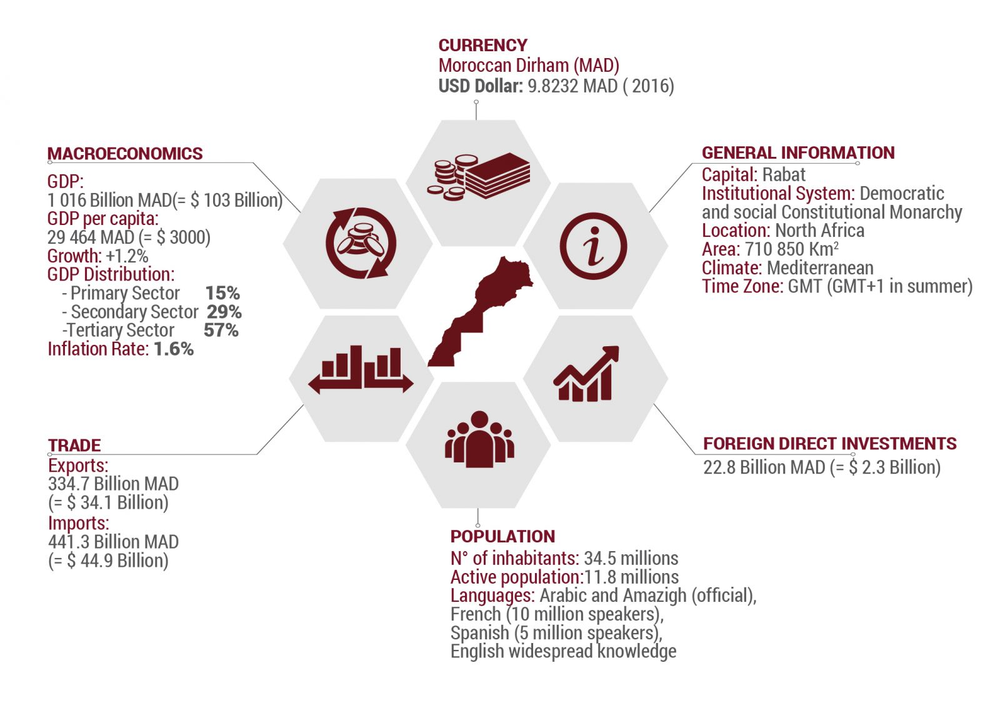 CURRENCY
Moroccan Dirham (MAD)
USD Dollar: 9.8232 MAD ( 2016)
MACROECONOMICS
GDP:
1 016 Billion MAD(= $ 103 Billion)
GDP per capita:
29 464 MAD (= $ 3000)
Growth: +1.2%
GDP Distribution:
- Primary Sector 15%
- Secondary Sector 29%
-Tertiary Sector 57%
Inflation Rate: 1.6%
GENERAL INFORMATION
Capital: Rabat
Institutional System: Democratic
and social Constitutional Monarchy
Location: North Africa
Area: 710 850 Km²
Climate: Mediterranean
Time Zone: GMT (GMT+1 in summer)
i
TRADE
Exports:
334.7 Billion MAD
(= $ 34.1 Billion)
Imports:
441.3 Billion MAD
(= $ 44.9 Billion)
FOREIGN DIRECT INVESTMENTS
22.8 Billion MAD (= $ 2.3 Billion)
POPULATION
N° of inhabitants: 34.5 millions
Active population:11.8 millions
Languages: Arabic and Amazigh (official),
French (10 million speakers),
Spanish (5 million speakers),
English widespread knowledge